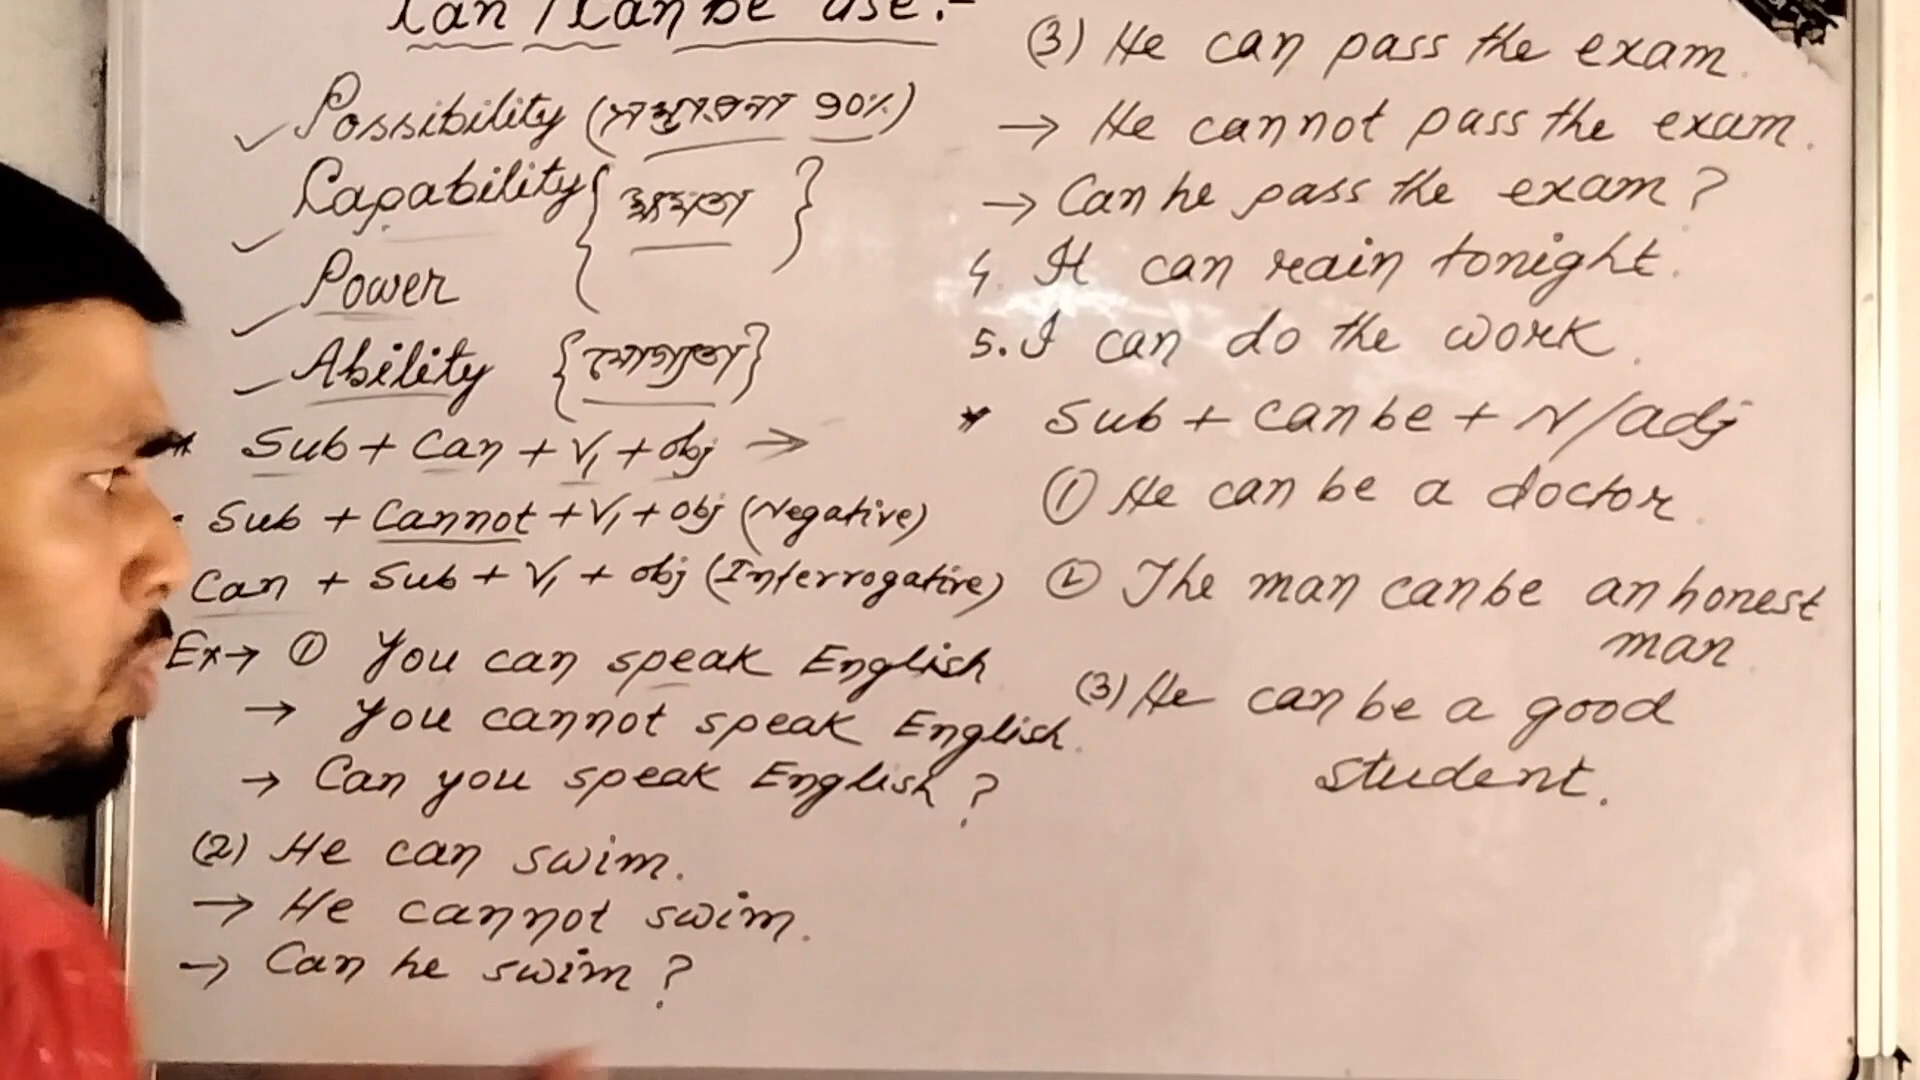 Can / Can be use :-
Possibility (সম্ভাবনা 90%)
Capability { ক্ষমতা }
Power
Ability { যোগ্যতা }
* Sub + Can + V1 + obj →
• Sub + Cannot + V1 + obj (Negative)
Can + Sub + V1 + obj (Interrogative)
Ex → ① You can speak English
→ You cannot speak English.
→ Can you speak English ?
(2) He can swim.
→ He cannot swim.
→ Can he swim ?
(3) He can pass the exam.
→ He cannot pass the exam.
→ Can he pass the exam ?
4. It can rain tonight.
5. I can do the work.
* Sub + can be + N/adj
① He can be a doctor.
② The man can be an honest
man.
(3) He can be a good
student.